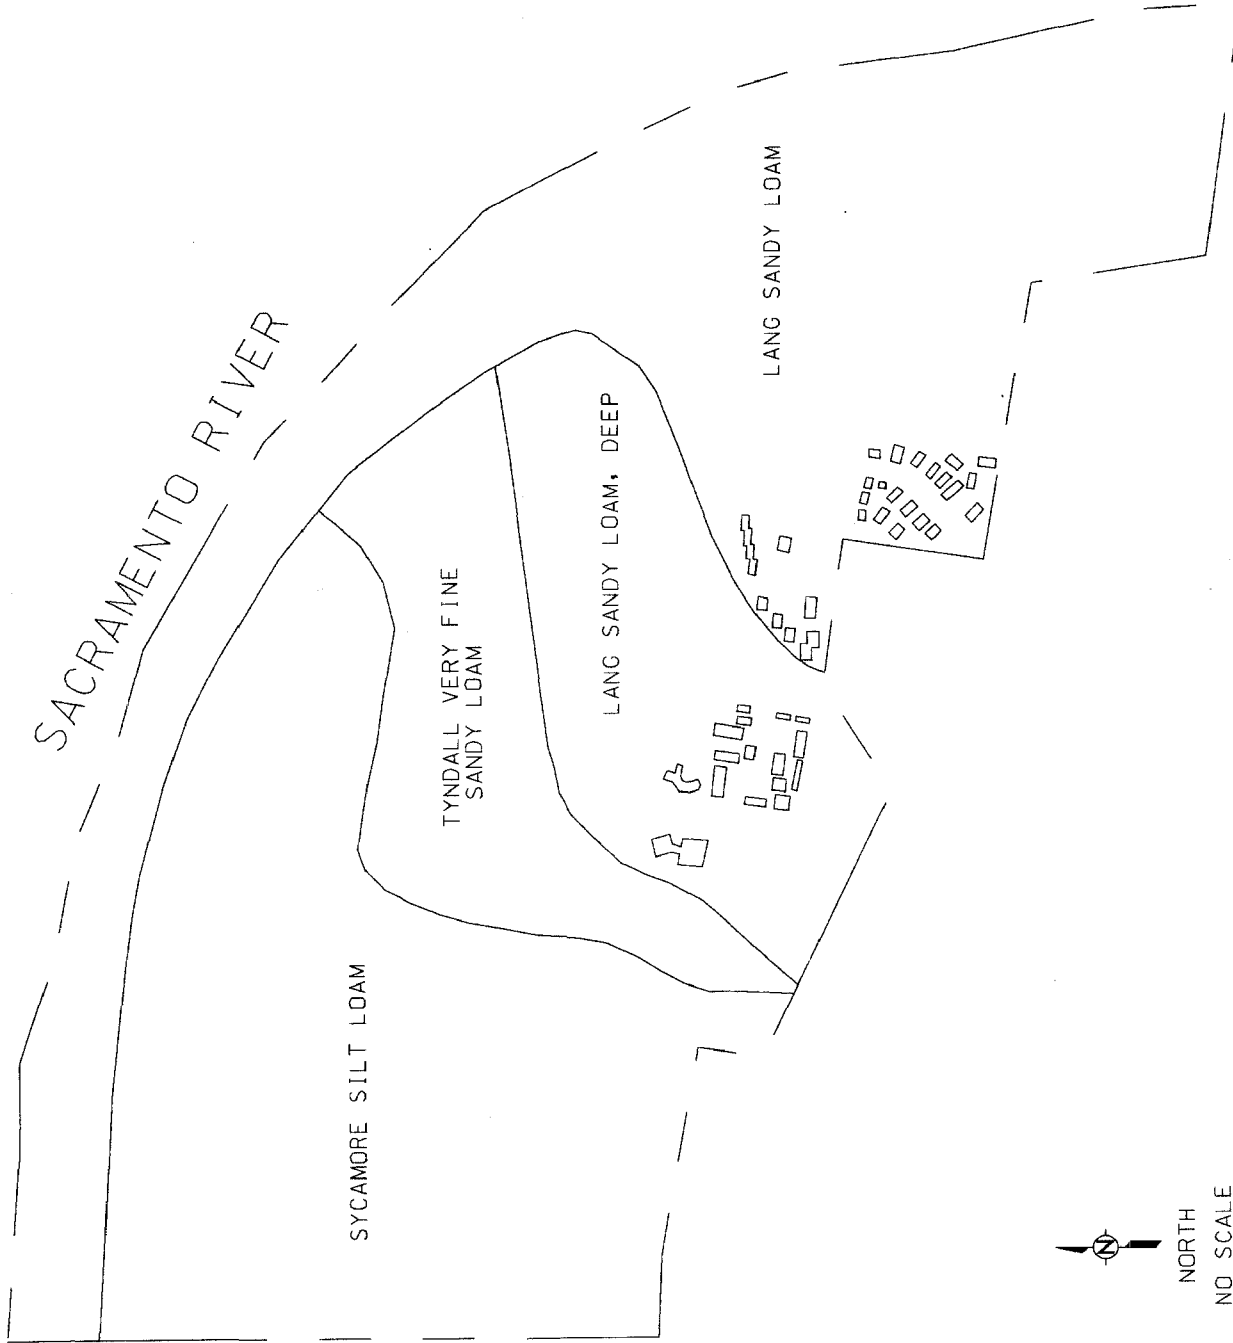 SACRAMENTO RIVER
SYCAMORE SILT LOAM
TYNDALL VERY FINE
SANDY LOAM
LANG SANDY LOAM, DEEP
LANG SANDY LOAM
N
NORTH
NO SCALE